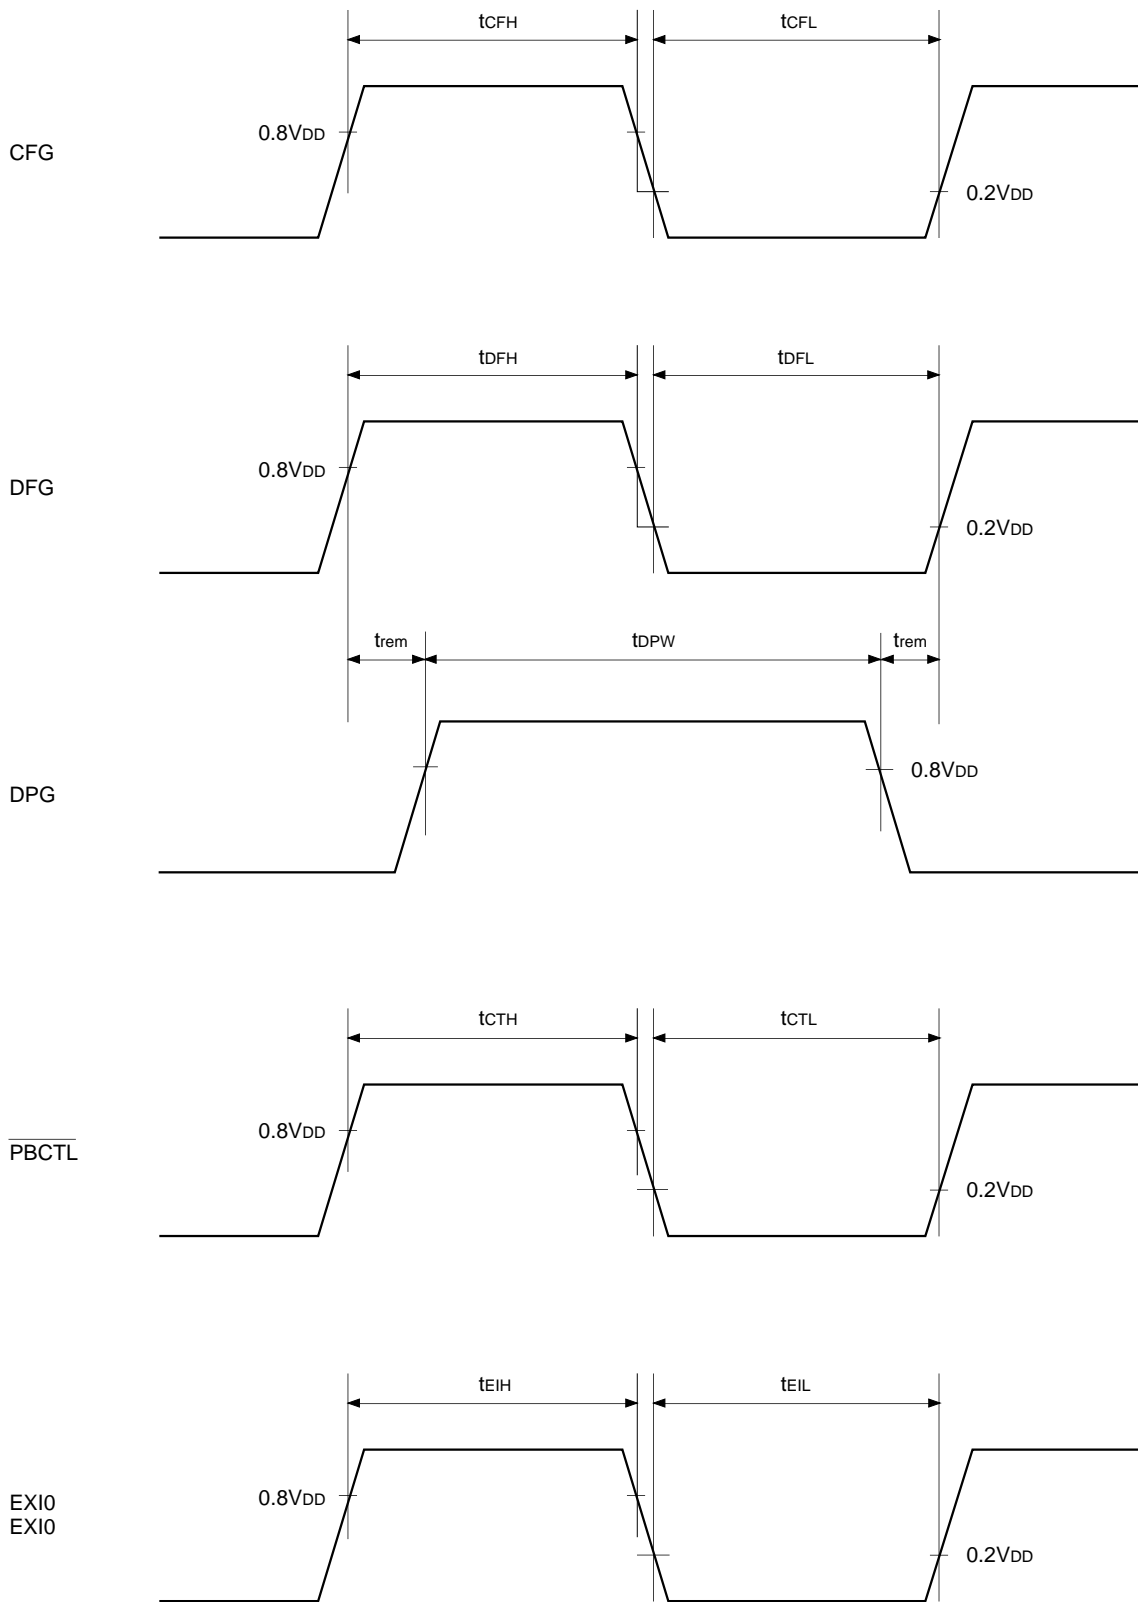 tCFH tCFL
0.8VDD
CFG
0.2VDD
tDFH tDFL
0.8VDD
DFG
0.2VDD
trem tDPW trem
0.8VDD
DPG
tCTH tCTL
0.8VDD
PBCTL
0.2VDD
tEIH tEIL
0.8VDD
EXI0
EXI0
0.2VDD